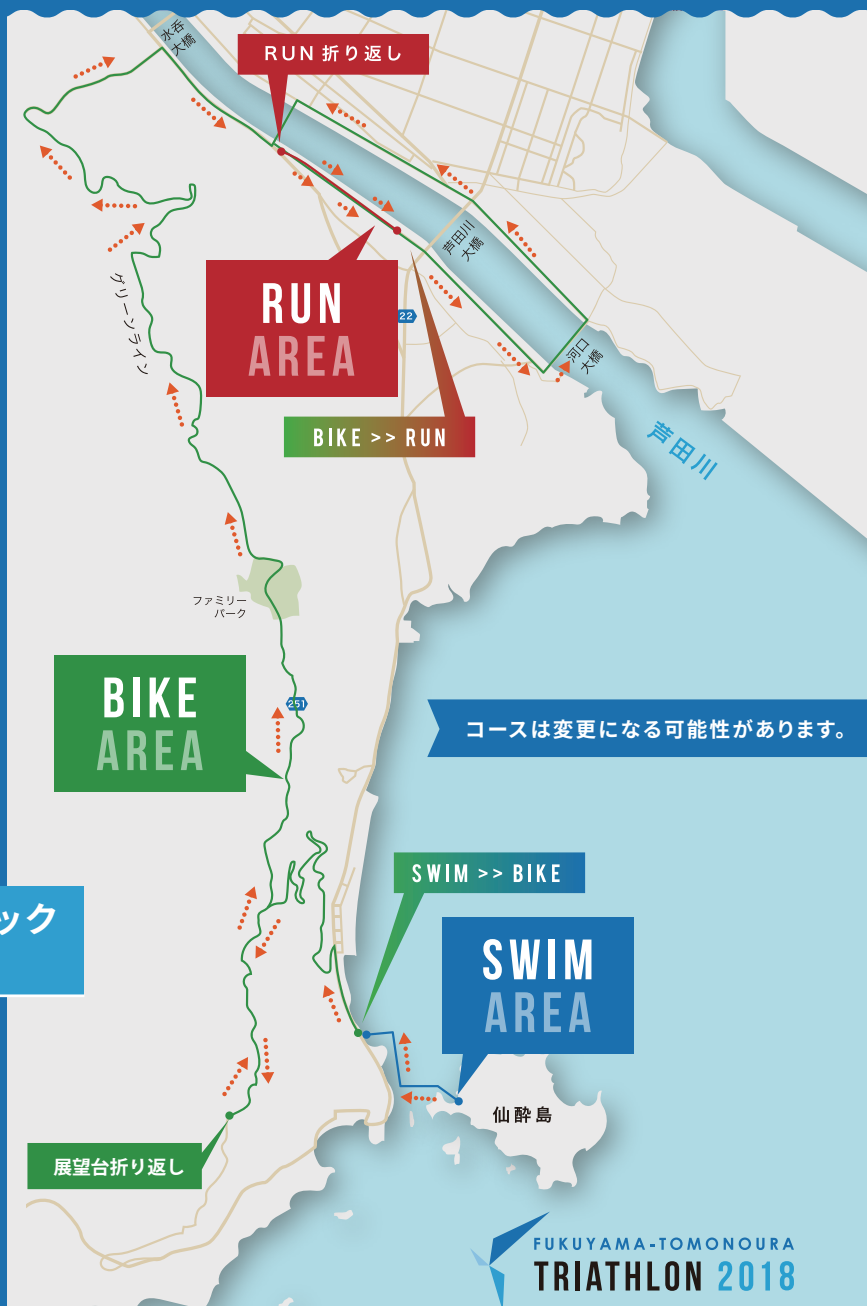 水呑
大橋
RUN 折り返し
芦田川
大橋
グリーンライン
RUN
AREA
22
河口
大橋
BIKE >> RUN
芦田川
ファミリー
パーク
BIKE
AREA
251
コースは変更になる可能性があります。
SWIM >> BIKE
ック
SWIM
AREA
仙酔島
展望台折り返し
FUKUYAMA-TOMONOURA
TRIATHLON 2018